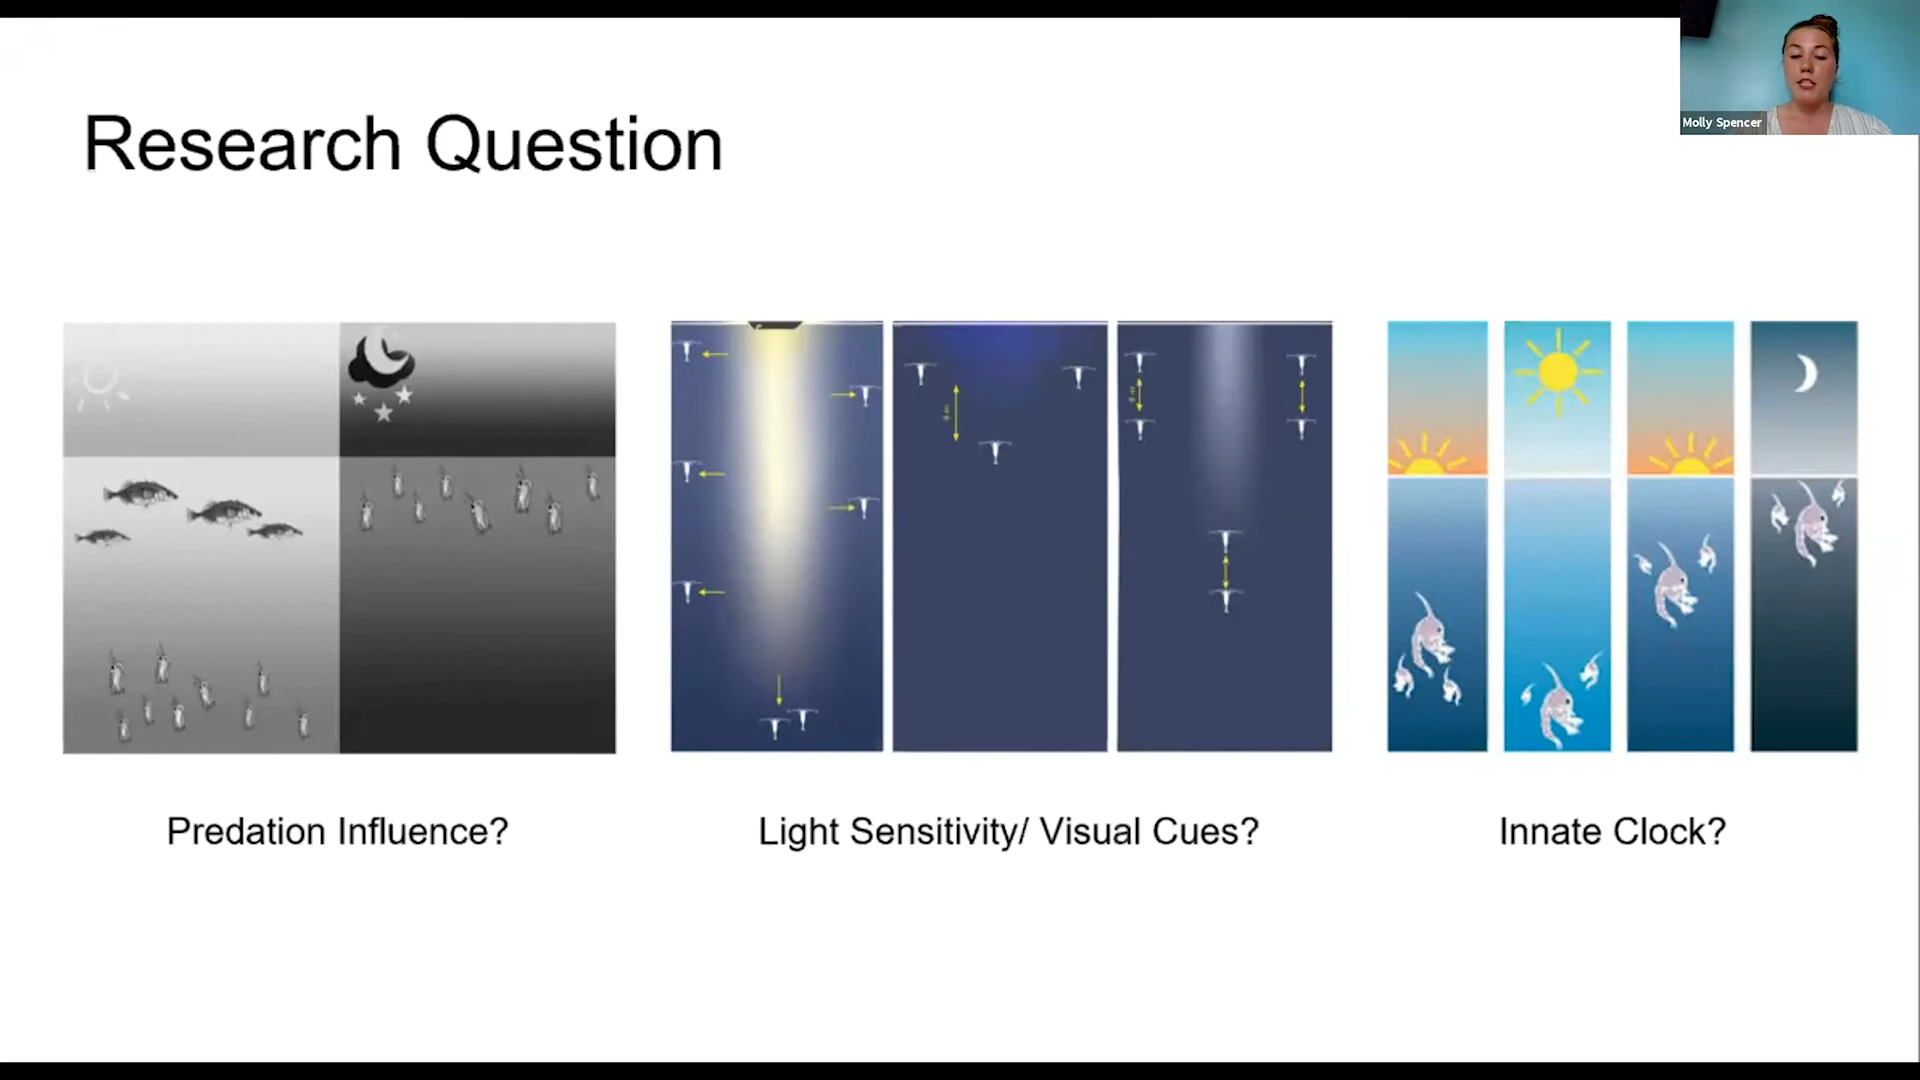 Molly Spencer
Research Question
Predation Influence?
Light Sensitivity/ Visual Cues?
Innate Clock?